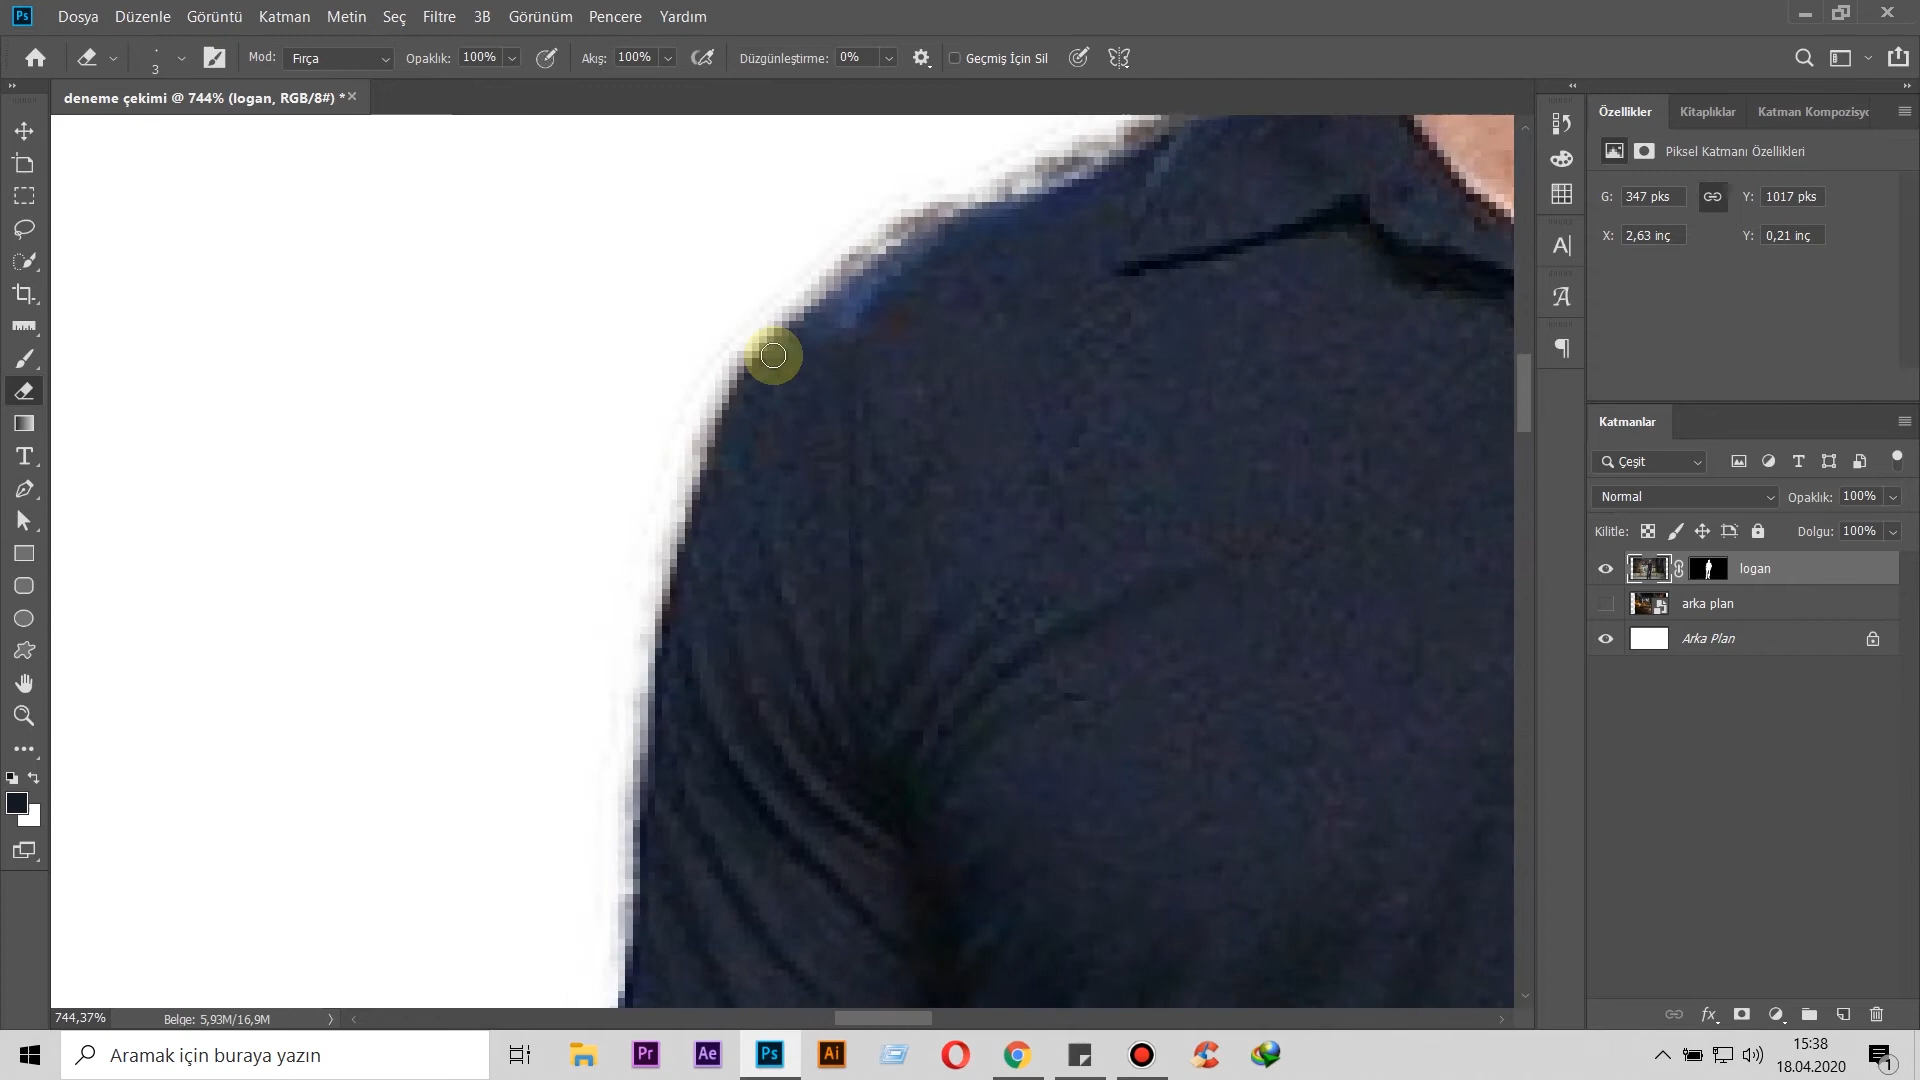 Ps Dosya Düzenle Görüntü Katman Metin Seç Filtre 3B Görünüm Pencere Yardım
3 Mod: Fırça Opaklık: 100% Akış: 100% Düzgünleştirme: 0% Geçmiş İçin Sil
deneme çekimi @ 744% (logan, RGB/8#) *
Özellikler Kitaplıklar Katman Kompozisyo
Piksel Katmanı Özellikleri
G: 347 pks Y: 1017 pks
X: 2,63 inç Y: 0,21 inç
Katmanlar
Çeşit
Normal Opaklık: 100%
Kilitle: Dolgu: 100%
logan
arka plan
Arka Plan
744,37% Belge: 5,93M/16,9M
Aramak için buraya yazın Pr Ae Ps Ai 15:38
18.04.2020 1